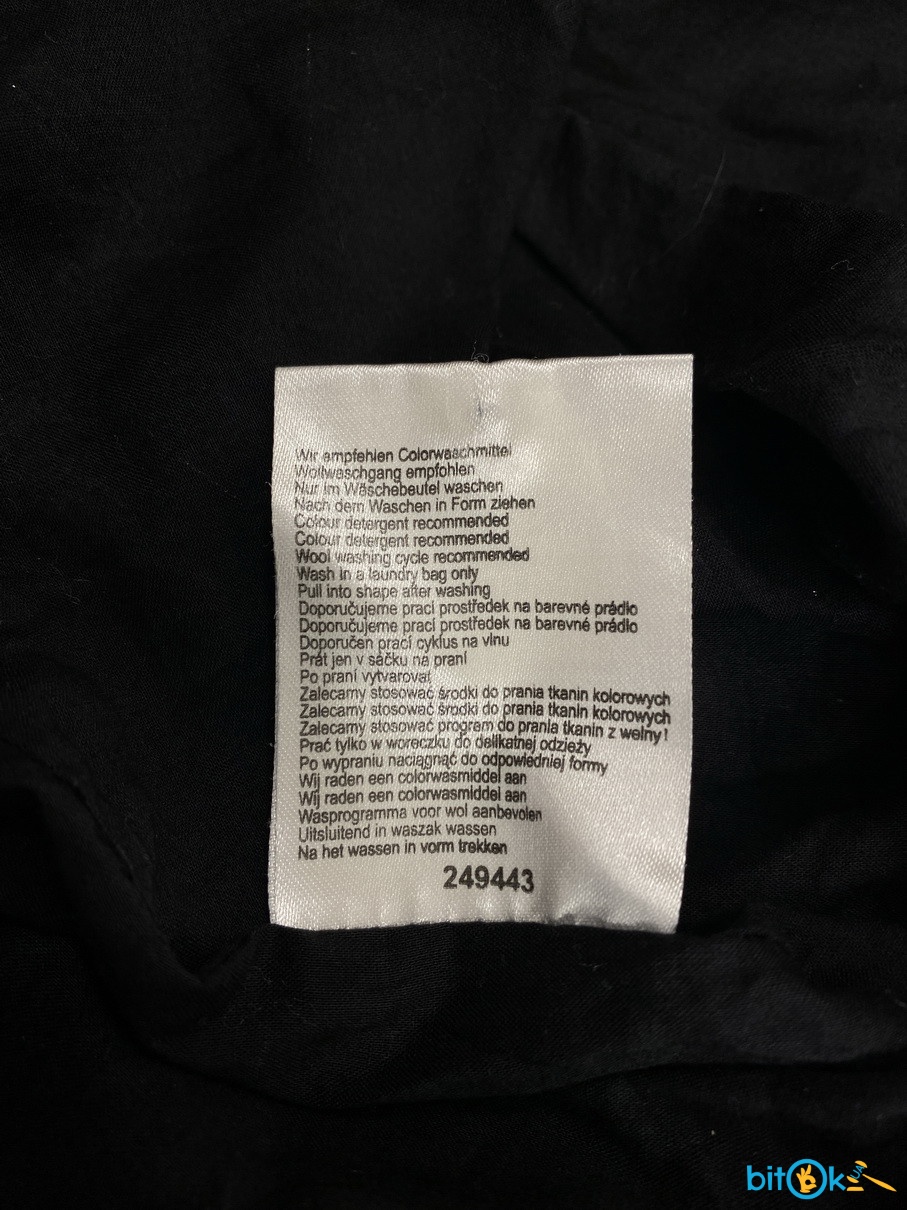 Wir empfehlen Colorwaschmittel
Wollwaschgang empfohlen
Nur im Wäschebeutel waschen
Nach dem Waschen in Form ziehen
Colour detergent recommended
Colour detergent recommended
Wool washing cycle recommended
Wash in a laundry bag only
Pull into shape after washing
Doporučujeme prací prostředek na barevné prádlo
Doporučujeme prací prostředek na barevné prádlo
Doporučen prací cyklus na vlnu
Prát jen v sáčku na praní
Po praní vytvarovat
Zalecamy stosować środki do prania tkanin kolorowych
Zalecamy stosować środki do prania tkanin kolorowych
Zalecamy stosować program do prania tkanin z wełny!
Prać tylko w woreczku do delikatnej odzieży
Po wypraniu naciągnąć do odpowiedniej formy
Wij raden een colorwasmiddel aan
Wij raden een colorwasmiddel aan
Wasprogramma voor wol aanbevolen
Uitsluitend in waszak wassen
Na het wassen in vorm trekken
249443
bitOk UA